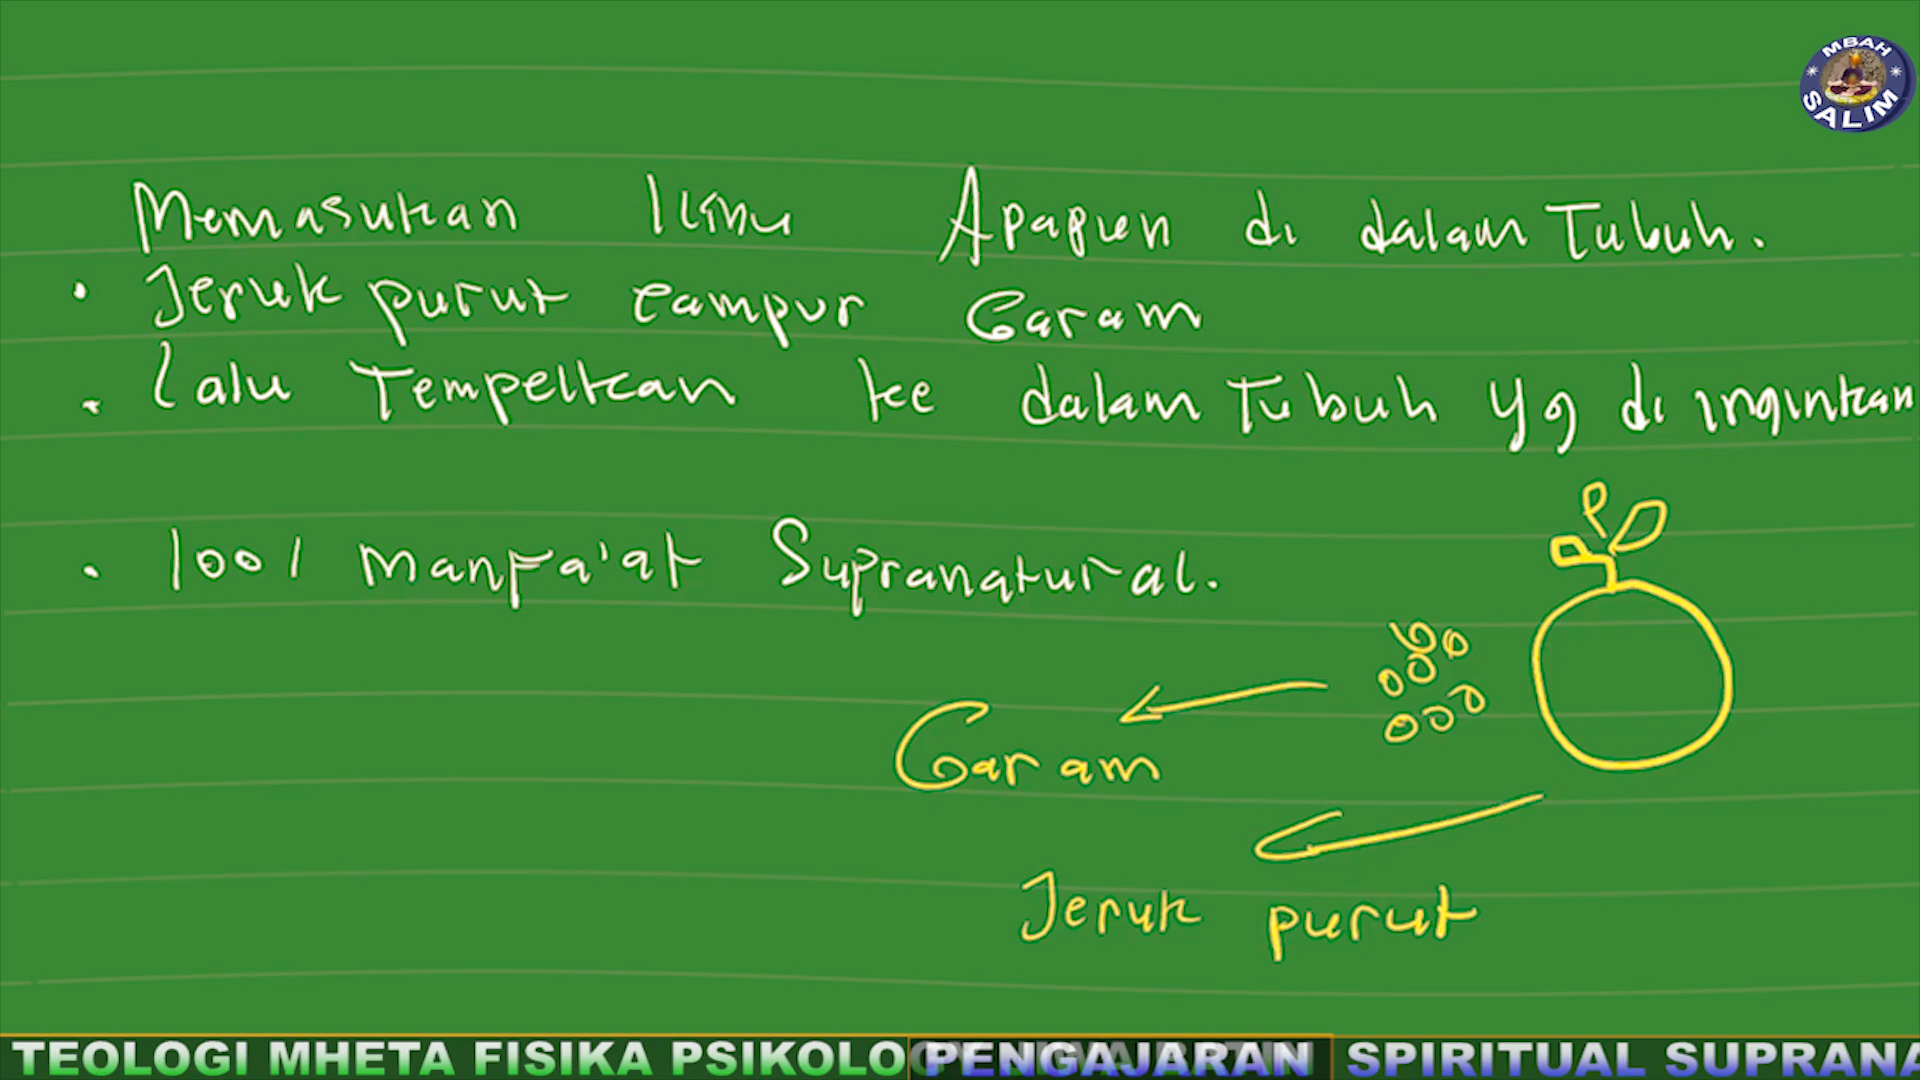 MBAH SALIM
Memasukan Ilmu Apapun di dalam Tubuh.
• Jeruk purut campur Garam
• Lalu Tempelkan ke dalam Tubuh yg di inginkan
• 1001 Manfa'at Supranatural.
Garam
Jeruk purut
TEOLOGI MHETA FISIKA PSIKOLO PENGAJARAN SPIRITUAL SUPRANA